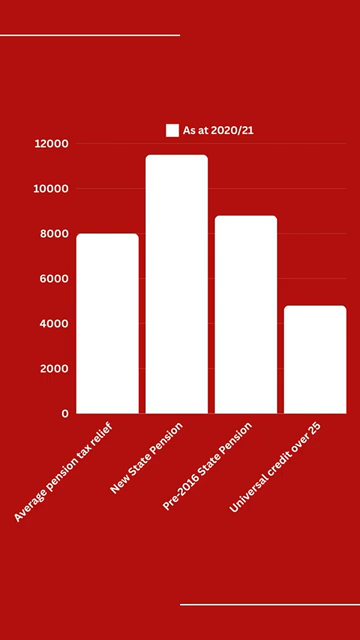 As at 2020/21
12000
10000
8000
6000
4000
2000
0
Average pension tax relief
New State Pension
Pre-2016 State Pension
Universal credit over 25